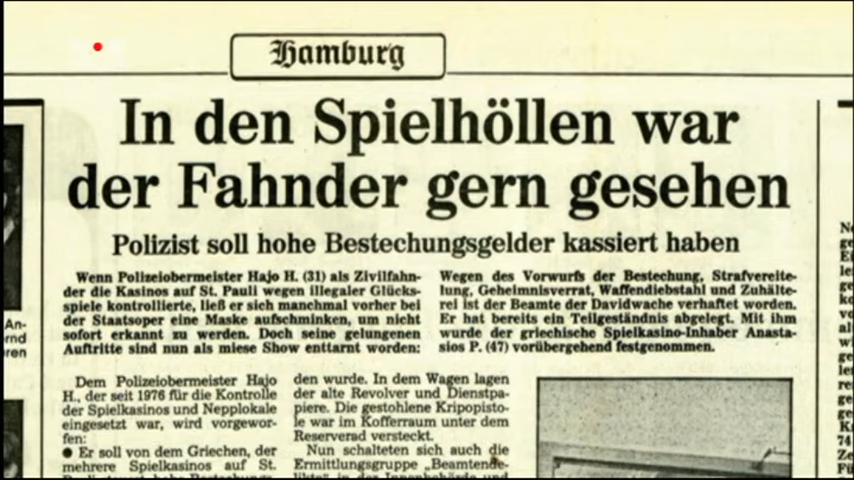 Hamburg
In den Spielhöllen war
der Fahnder gern gesehen
Polizist soll hohe Bestechungsgelder kassiert haben
Wenn Polizeiobermeister Hajo H. (31) als Zivilfahn-
der die Kasinos auf St. Pauli wegen illegaler Glücks-
spiele kontrollierte, ließ er sich manchmal vorher bei
der Staatsoper eine Maske aufschminken, um nicht
sofort erkannt zu werden. Doch seine gelungenen
Auftritte sind nun als miese Show enttarnt worden:
Wegen des Vorwurfs der Bestechung, Strafvereite-
lung, Geheimnisverrat, Waffendiebstahl und Zuhälte-
rei ist der Beamte der Davidwache verhaftet worden.
Er hat bereits ein Teilgeständnis abgelegt. Mit ihm
wurde der griechische Spielkasino-Inhaber Anasta-
sios P. (47) vorübergehend festgenommen.
Dem Polizeiobermeister Hajo
H., der seit 1976 für die Kontrolle
der Spielkasinos und Nepplokale
eingesetzt war, wird vorgewor-
fen:
● Er soll von dem Griechen, der
mehrere Spielkasinos auf St.
den wurde. In dem Wagen lagen
der alte Revolver und Dienstpa-
piere. Die gestohlene Kripopisto-
le war im Kofferraum unter dem
Reserverad versteckt.
Nun schalteten sich auch die
Ermittlungsgruppe „Beamtende-